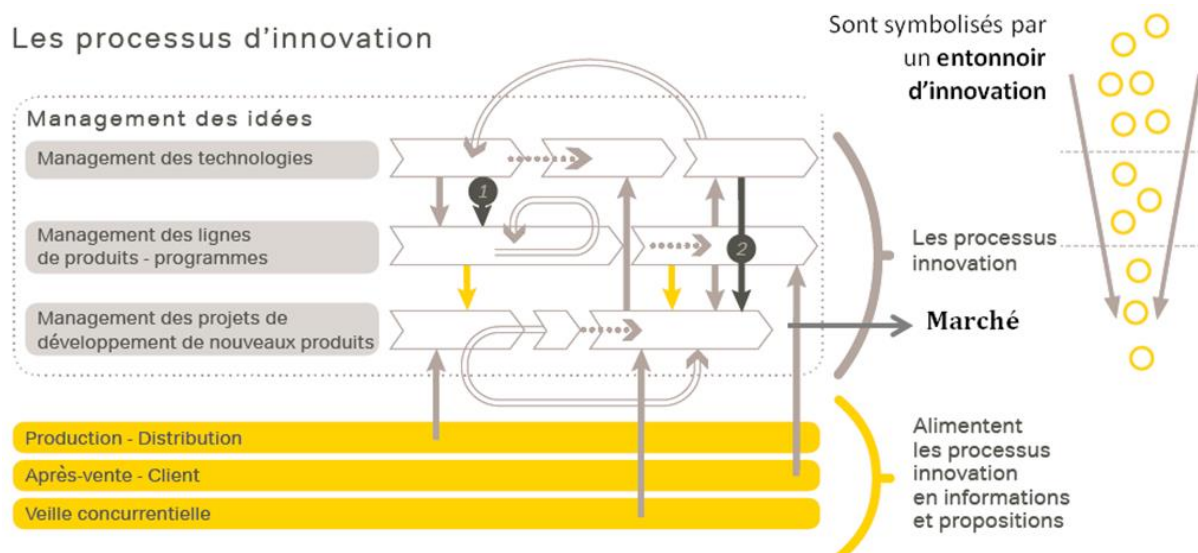 Les processus d’innovation
Sont symbolisés par
un entonnoir
d’innovation
Management des idées
Management des technologies
1
Management des lignes
de produits - programmes
2
Les processus
innovation
Management des projets de
développement de nouveaux produits
Marché
Production - Distribution
Après-vente - Client
Veille concurrentielle
Alimentent
les processus
innovation
en informations
et propositions